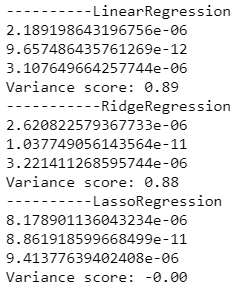 ----------LinearRegression
2.189198643196756e-06
9.657486435761269e-12
3.107649664257744e-06
Variance score: 0.89
-----------RidgeRegression
2.620822579367733e-06
1.037749056143564e-11
3.221411268595744e-06
Variance score: 0.88
----------LassoRegression
8.178901136043234e-06
8.861918599668499e-11
9.41377639402408e-06
Variance score: -0.00